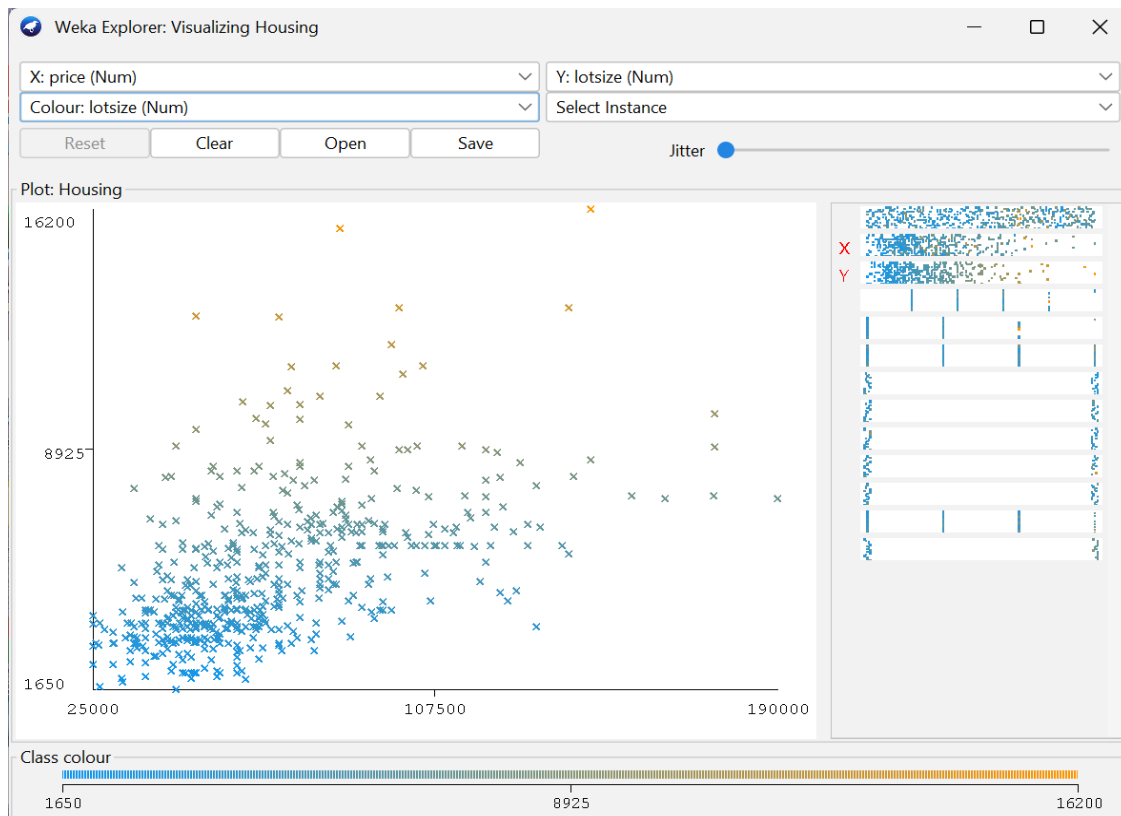 Weka Explorer: Visualizing Housing
X: price (Num)
Y: lotsize (Num)
Colour: lotsize (Num)
Select Instance
Reset
Clear
Open
Save
Jitter
Plot: Housing
16200
8925
1650
25000
107500
190000
X
Y
Class colour
1650
8925
16200